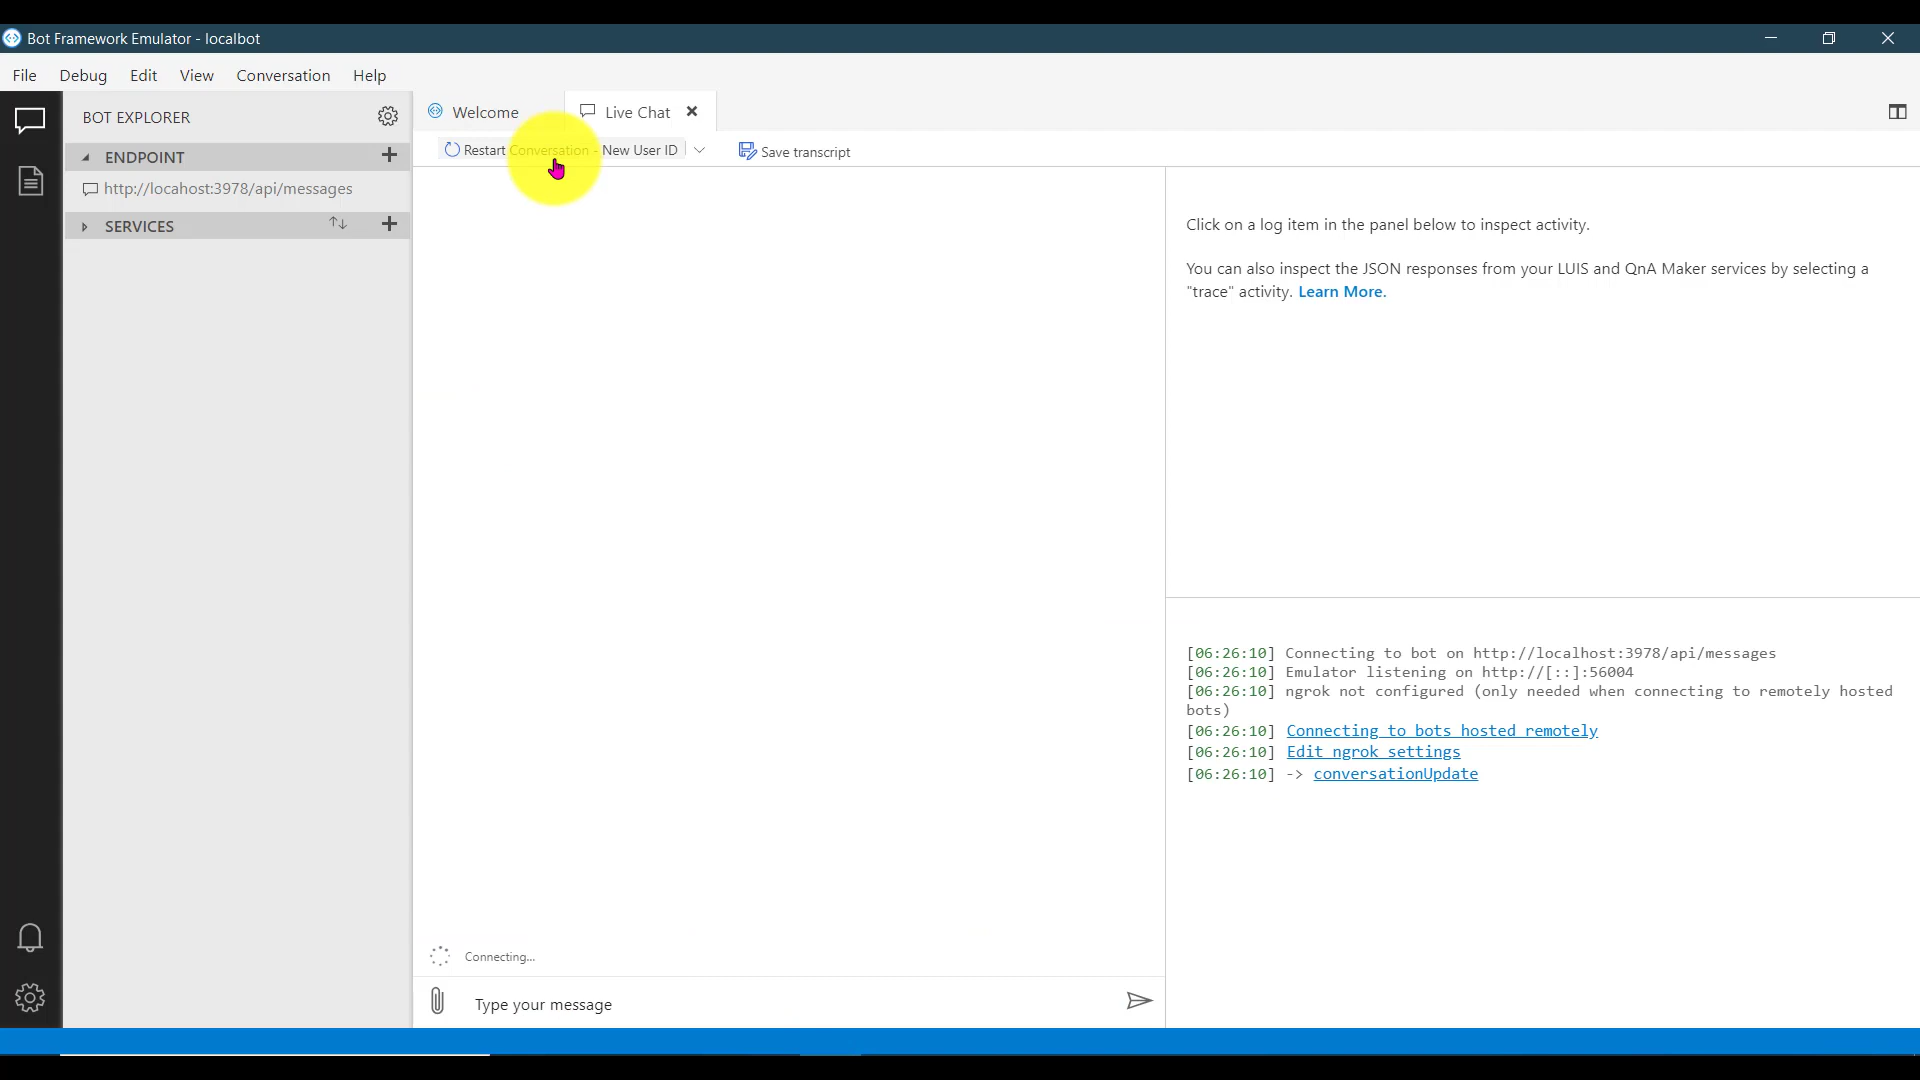 Bot Framework Emulator - localbot
File Debug Edit View Conversation Help
BOT EXPLORER
Welcome
Live Chat
Restart Conversation - New User ID
Save transcript
ENDPOINT
http://locahost:3978/api/messages
SERVICES
Click on a log item in the panel below to inspect activity.
You can also inspect the JSON responses from your LUIS and QnA Maker services by selecting a
"trace" activity. Learn More.
[06:26:10] Connecting to bot on http://localhost:3978/api/messages
[06:26:10] Emulator listening on http://[::]:56004
[06:26:10] ngrok not configured (only needed when connecting to remotely hosted
bots)
[06:26:10] Connecting to bots hosted remotely
[06:26:10] Edit ngrok settings
[06:26:10] -> conversationUpdate
Connecting...
Type your message